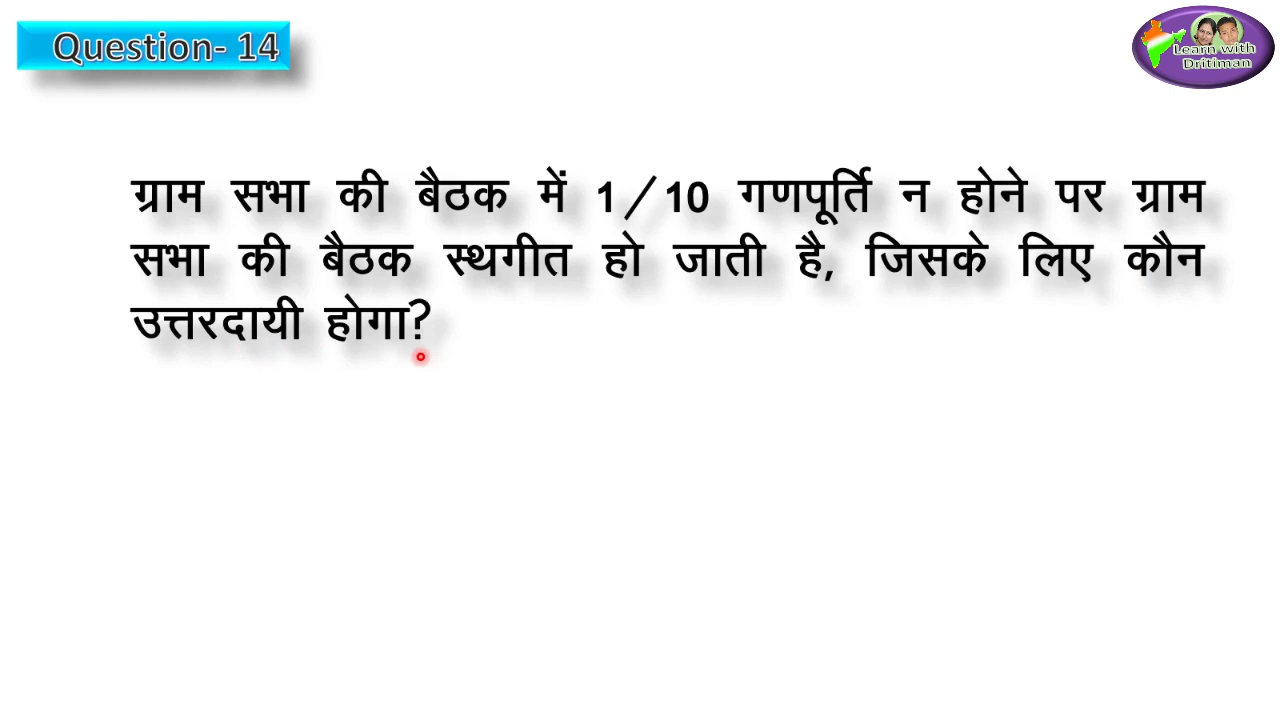 Question- 14
Learn with
Dritiman
ग्राम सभा की बैठक में 1/10 गणपूर्ति न होने पर ग्राम
सभा की बैठक स्थगीत हो जाती है, जिसके लिए कौन
उत्तरदायी होगा?